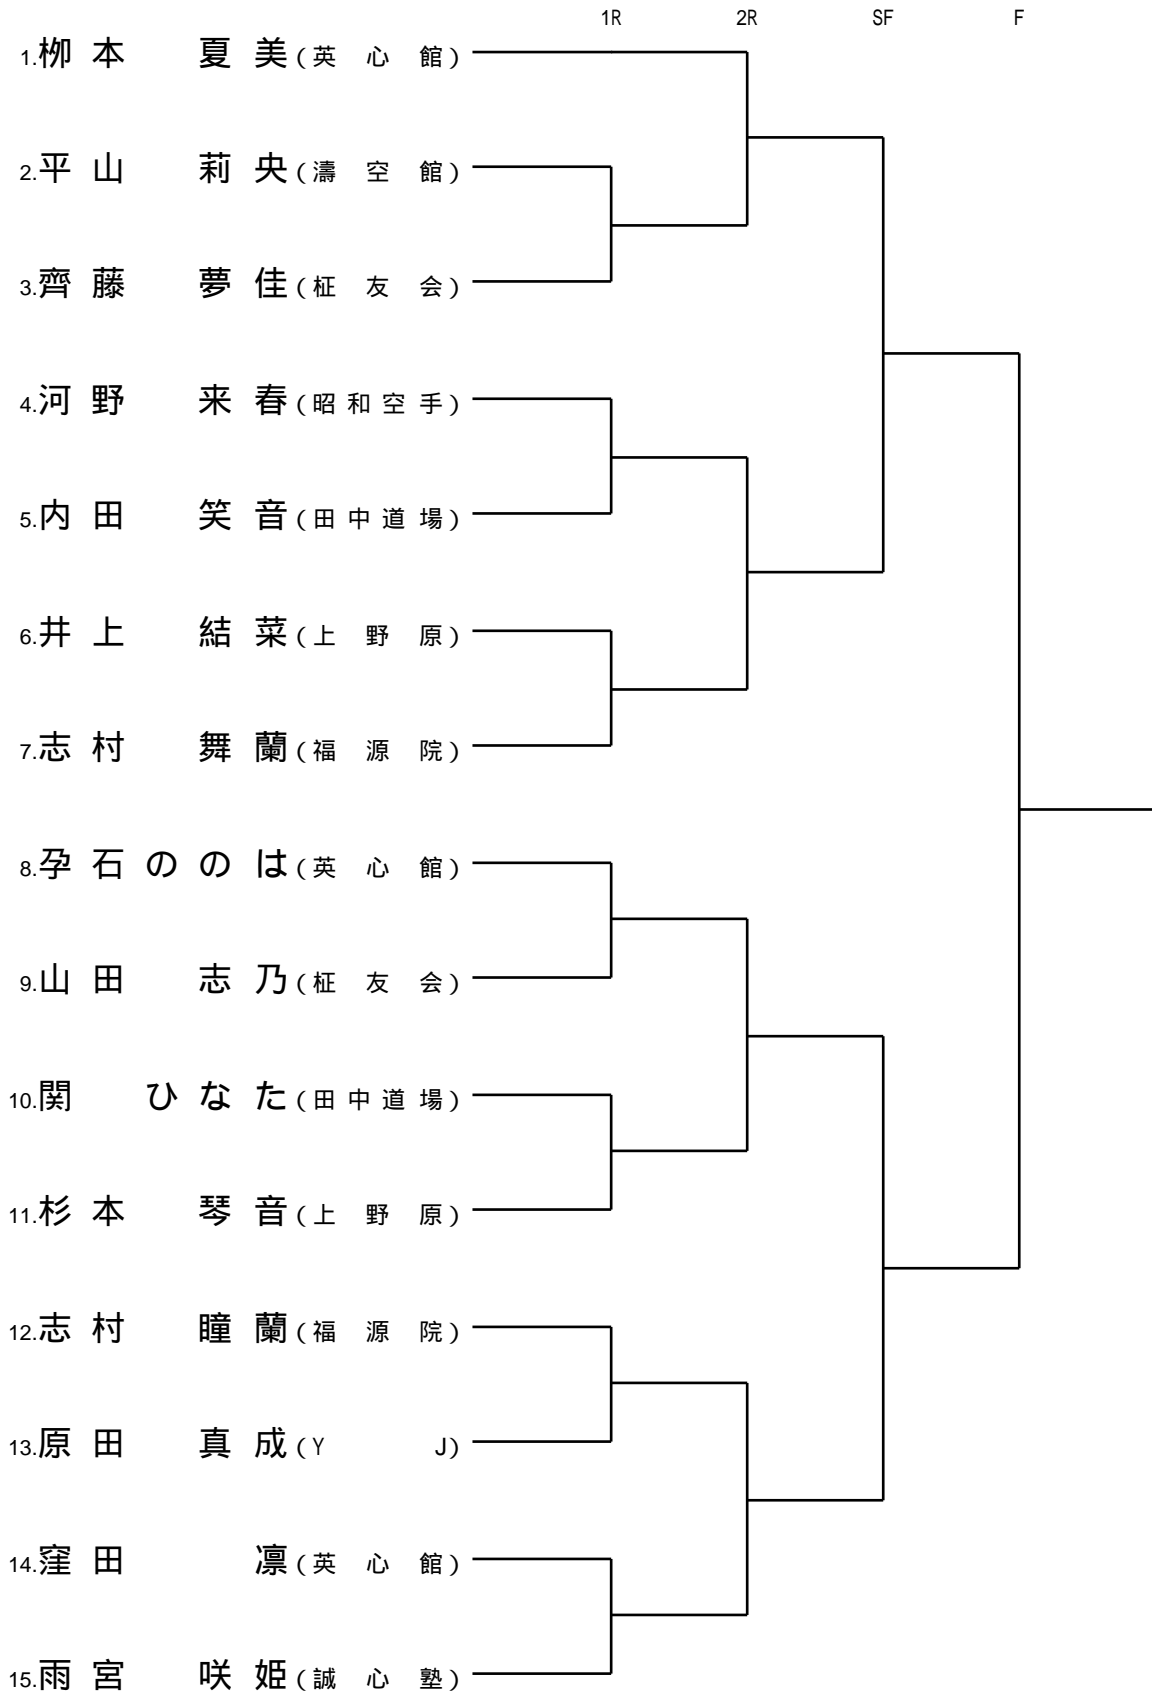 1R 2R SF F
1.栁本 夏美(英心館)
2.平山 莉央(濤空館)
3.齊藤 夢佳(柾友会)
4.河野 来春(昭和空手)
5.内田 笑音(田中道場)
6.井上 結菜(上野原)
7.志村 舞蘭(福源院)
8.孕石ののは(英心館)
9.山田 志乃(柾友会)
10.関 ひなた(田中道場)
11.杉本 琴音(上野原)
12.志村 瞳蘭(福源院)
13.原田 真成(Y J)
14.窪田 凛(英心館)
15.雨宮 咲姫(誠心塾)